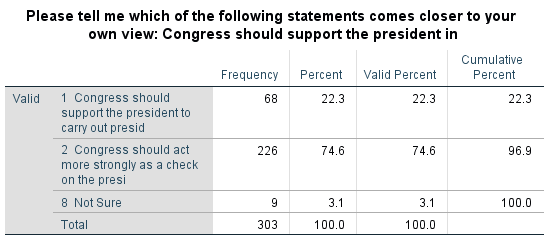 Please tell me which of the following statements comes closer to your
own view: Congress should support the president in
Frequency Percent Valid Percent Cumulative Percent
Valid 1 Congress should support the president to carry out presid 68 22.3 22.3 22.3
2 Congress should act more strongly as a check on the presi 226 74.6 74.6 96.9
8 Not Sure 9 3.1 3.1 100.0
Total 303 100.0 100.0